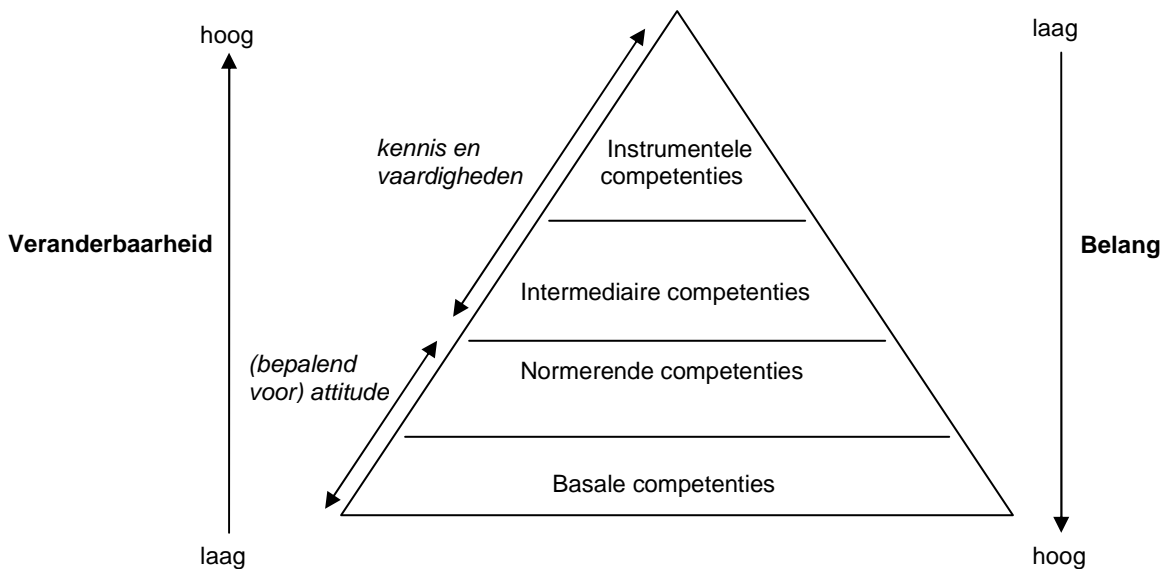 hoog
laag
kennis en
vaardigheden
Instrumentele
competenties
Veranderbaarheid
Belang
Intermediaire competenties
(bepalend
voor) attitude
Normerende competenties
Basale competenties
laag
hoog